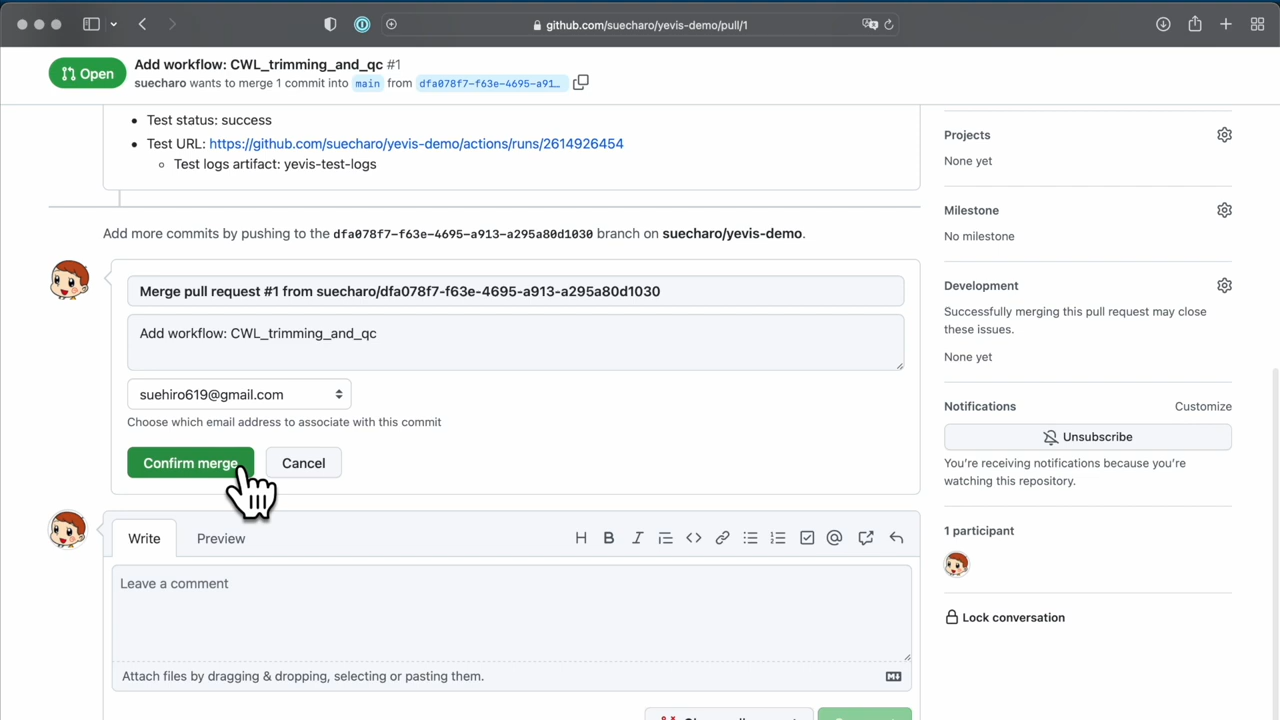 github.com/suecharo/yevis-demo/pull/1
Open
Add workflow: CWL_trimming_and_qc #1
suecharo wants to merge 1 commit into main from dfa078f7-f63e-4695-a91…
Test status: success
Test URL: https://github.com/suecharo/yevis-demo/actions/runs/2614926454
Test logs artifact: yevis-test-logs
Add more commits by pushing to the dfa078f7-f63e-4695-a913-a295a80d1030 branch on suecharo/yevis-demo.
Merge pull request #1 from suecharo/dfa078f7-f63e-4695-a913-a295a80d1030
Add workflow: CWL_trimming_and_qc
suehiro619@gmail.com
Choose which email address to associate with this commit
Confirm merge
Cancel
Write
Preview
Leave a comment
Attach files by dragging & dropping, selecting or pasting them.
Projects
None yet
Milestone
No milestone
Development
Successfully merging this pull request may close
these issues.
None yet
Notifications
Customize
Unsubscribe
You're receiving notifications because you're
watching this repository.
1 participant
Lock conversation